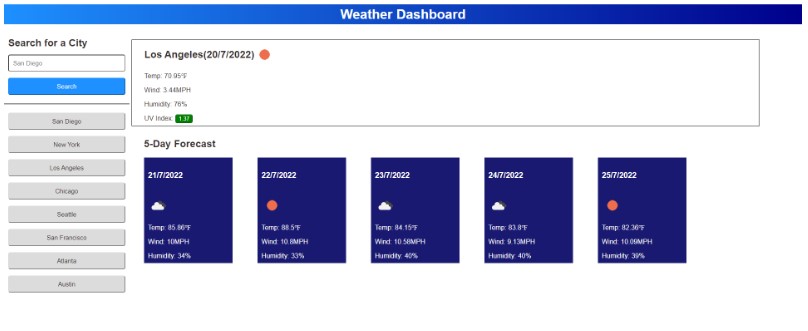 Weather Dashboard
Search for a City
San Diego
Search
San Diego
New York
Los Angeles
Chicago
Seattle
San Francisco
Atlanta
Austin
Los Angeles(20/7/2022)
Temp: 70.95°F
Wind: 3.44MPH
Humidity: 76%
UV Index: 1.37
5-Day Forecast
21/7/2022
Temp: 85.86°F
Wind: 10MPH
Humidity: 34%
22/7/2022
Temp: 88.5°F
Wind: 10.8MPH
Humidity: 33%
23/7/2022
Temp: 84.15°F
Wind: 10.58MPH
Humidity: 40%
24/7/2022
Temp: 83.8°F
Wind: 9.13MPH
Humidity: 40%
25/7/2022
Temp: 82.36°F
Wind: 10.09MPH
Humidity: 39%